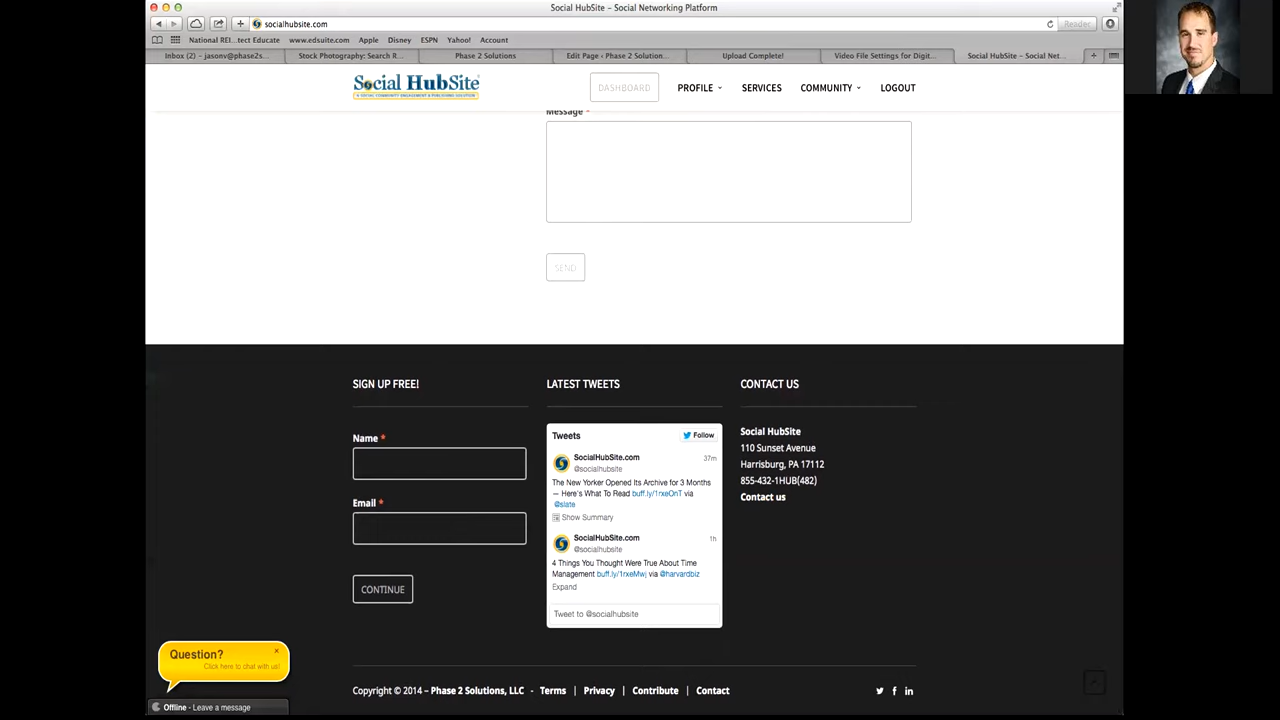 Social HubSite – Social Networking Platform
socialhubsite.com
Reader
National REI...tect Educate www.edsuite.com Apple Disney ESPN Yahoo! Account
Inbox (2) – jasonv@phase2s... Stock Photography: Search R... Phase 2 Solutions Edit Page ‹ Phase 2 Solution... Upload Complete! Video File Settings for Digit... Social HubSite – Social Net...
Social HubSite
A SOCIAL COMMUNITY ENGAGEMENT & PUBLISHING SOLUTION
DASHBOARD PROFILE SERVICES COMMUNITY LOGOUT
Message *
SEND
SIGN UP FREE!
Name *
Email *
CONTINUE
LATEST TWEETS
Tweets Follow
SocialHubSite.com 37m
@socialhubsite
The New Yorker Opened Its Archive for 3 Months
— Here's What To Read buff.ly/1rxeOnT via
@slate
Show Summary
SocialHubSite.com 1h
@socialhubsite
4 Things You Thought Were True About Time
Management buff.ly/1rxeMwj via @harvardbiz
Expand
Tweet to @socialhubsite
CONTACT US
Social HubSite
110 Sunset Avenue
Harrisburg, PA 17112
855-432-1HUB(482)
Contact us
Question? ×
Click here to chat with us!
Offline - Leave a message
Copyright © 2014 – Phase 2 Solutions, LLC - Terms | Privacy | Contribute | Contact